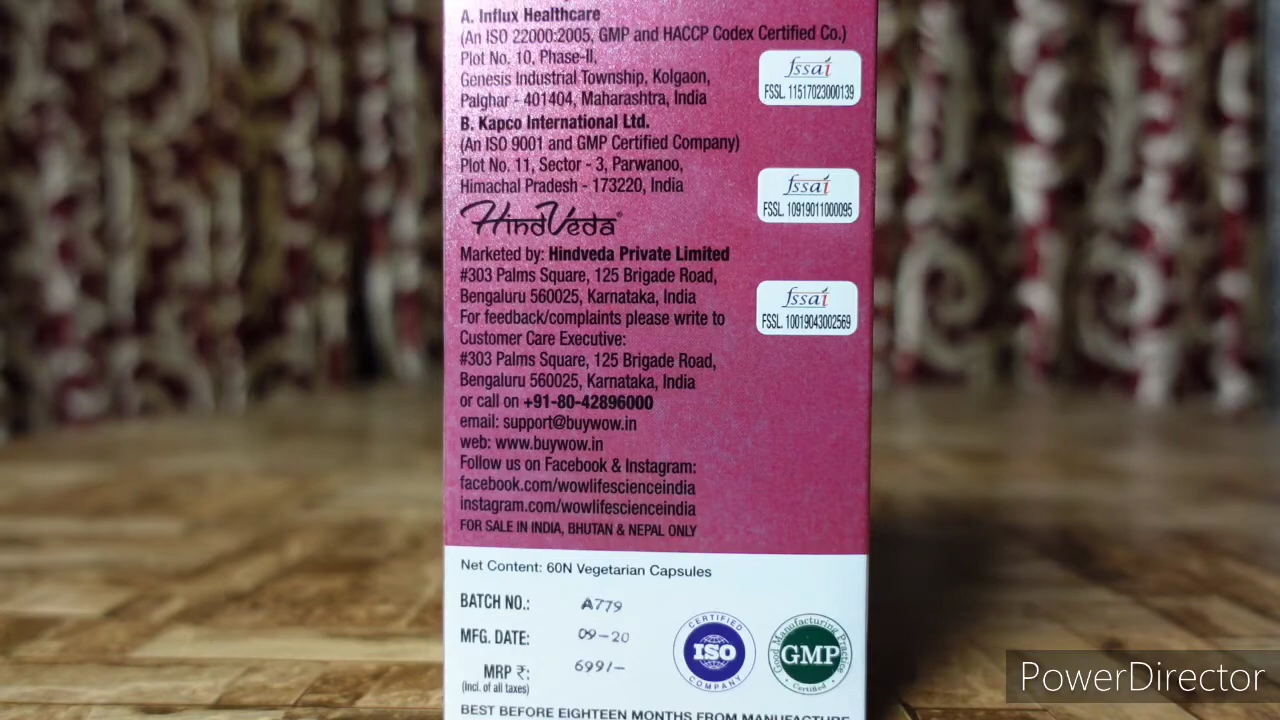 A. Influx Healthcare
(An ISO 22000:2005, GMP and HACCP Codex Certified Co.)
Plot No. 10, Phase-II,
Genesis Industrial Township, Kolgaon,
Palghar - 401404, Maharashtra, India
fssai
FSSL. 11517023000139
B. Kapco International Ltd.
(An ISO 9001 and GMP Certified Company)
Plot No. 11, Sector - 3, Parwanoo,
Himachal Pradesh - 173220, India
fssai
FSSL. 10919011000095
HindVeda®
Marketed by: Hindveda Private Limited
#303 Palms Square, 125 Brigade Road,
Bengaluru 560025, Karnataka, India
For feedback/complaints please write to
Customer Care Executive:
#303 Palms Square, 125 Brigade Road,
Bengaluru 560025, Karnataka, India
fssai
FSSL. 10019043002569
or call on +91-80-42896000
email: support@buywow.in
web: www.buywow.in
Follow us on Facebook & Instagram:
facebook.com/wowlifescienceindia
instagram.com/wowlifescienceindia
FOR SALE IN INDIA, BHUTAN & NEPAL ONLY
Net Content: 60N Vegetarian Capsules
BATCH NO.: A779
MFG. DATE: 09-20
MRP ₹: 699/-
(Incl. of all taxes)
CERTIFIED
ISO
COMPANY
Good Manufacturing Practice
GMP
Certified
BEST BEFORE EIGHTEEN MONTHS FROM MANUFACTURE
PowerDirector